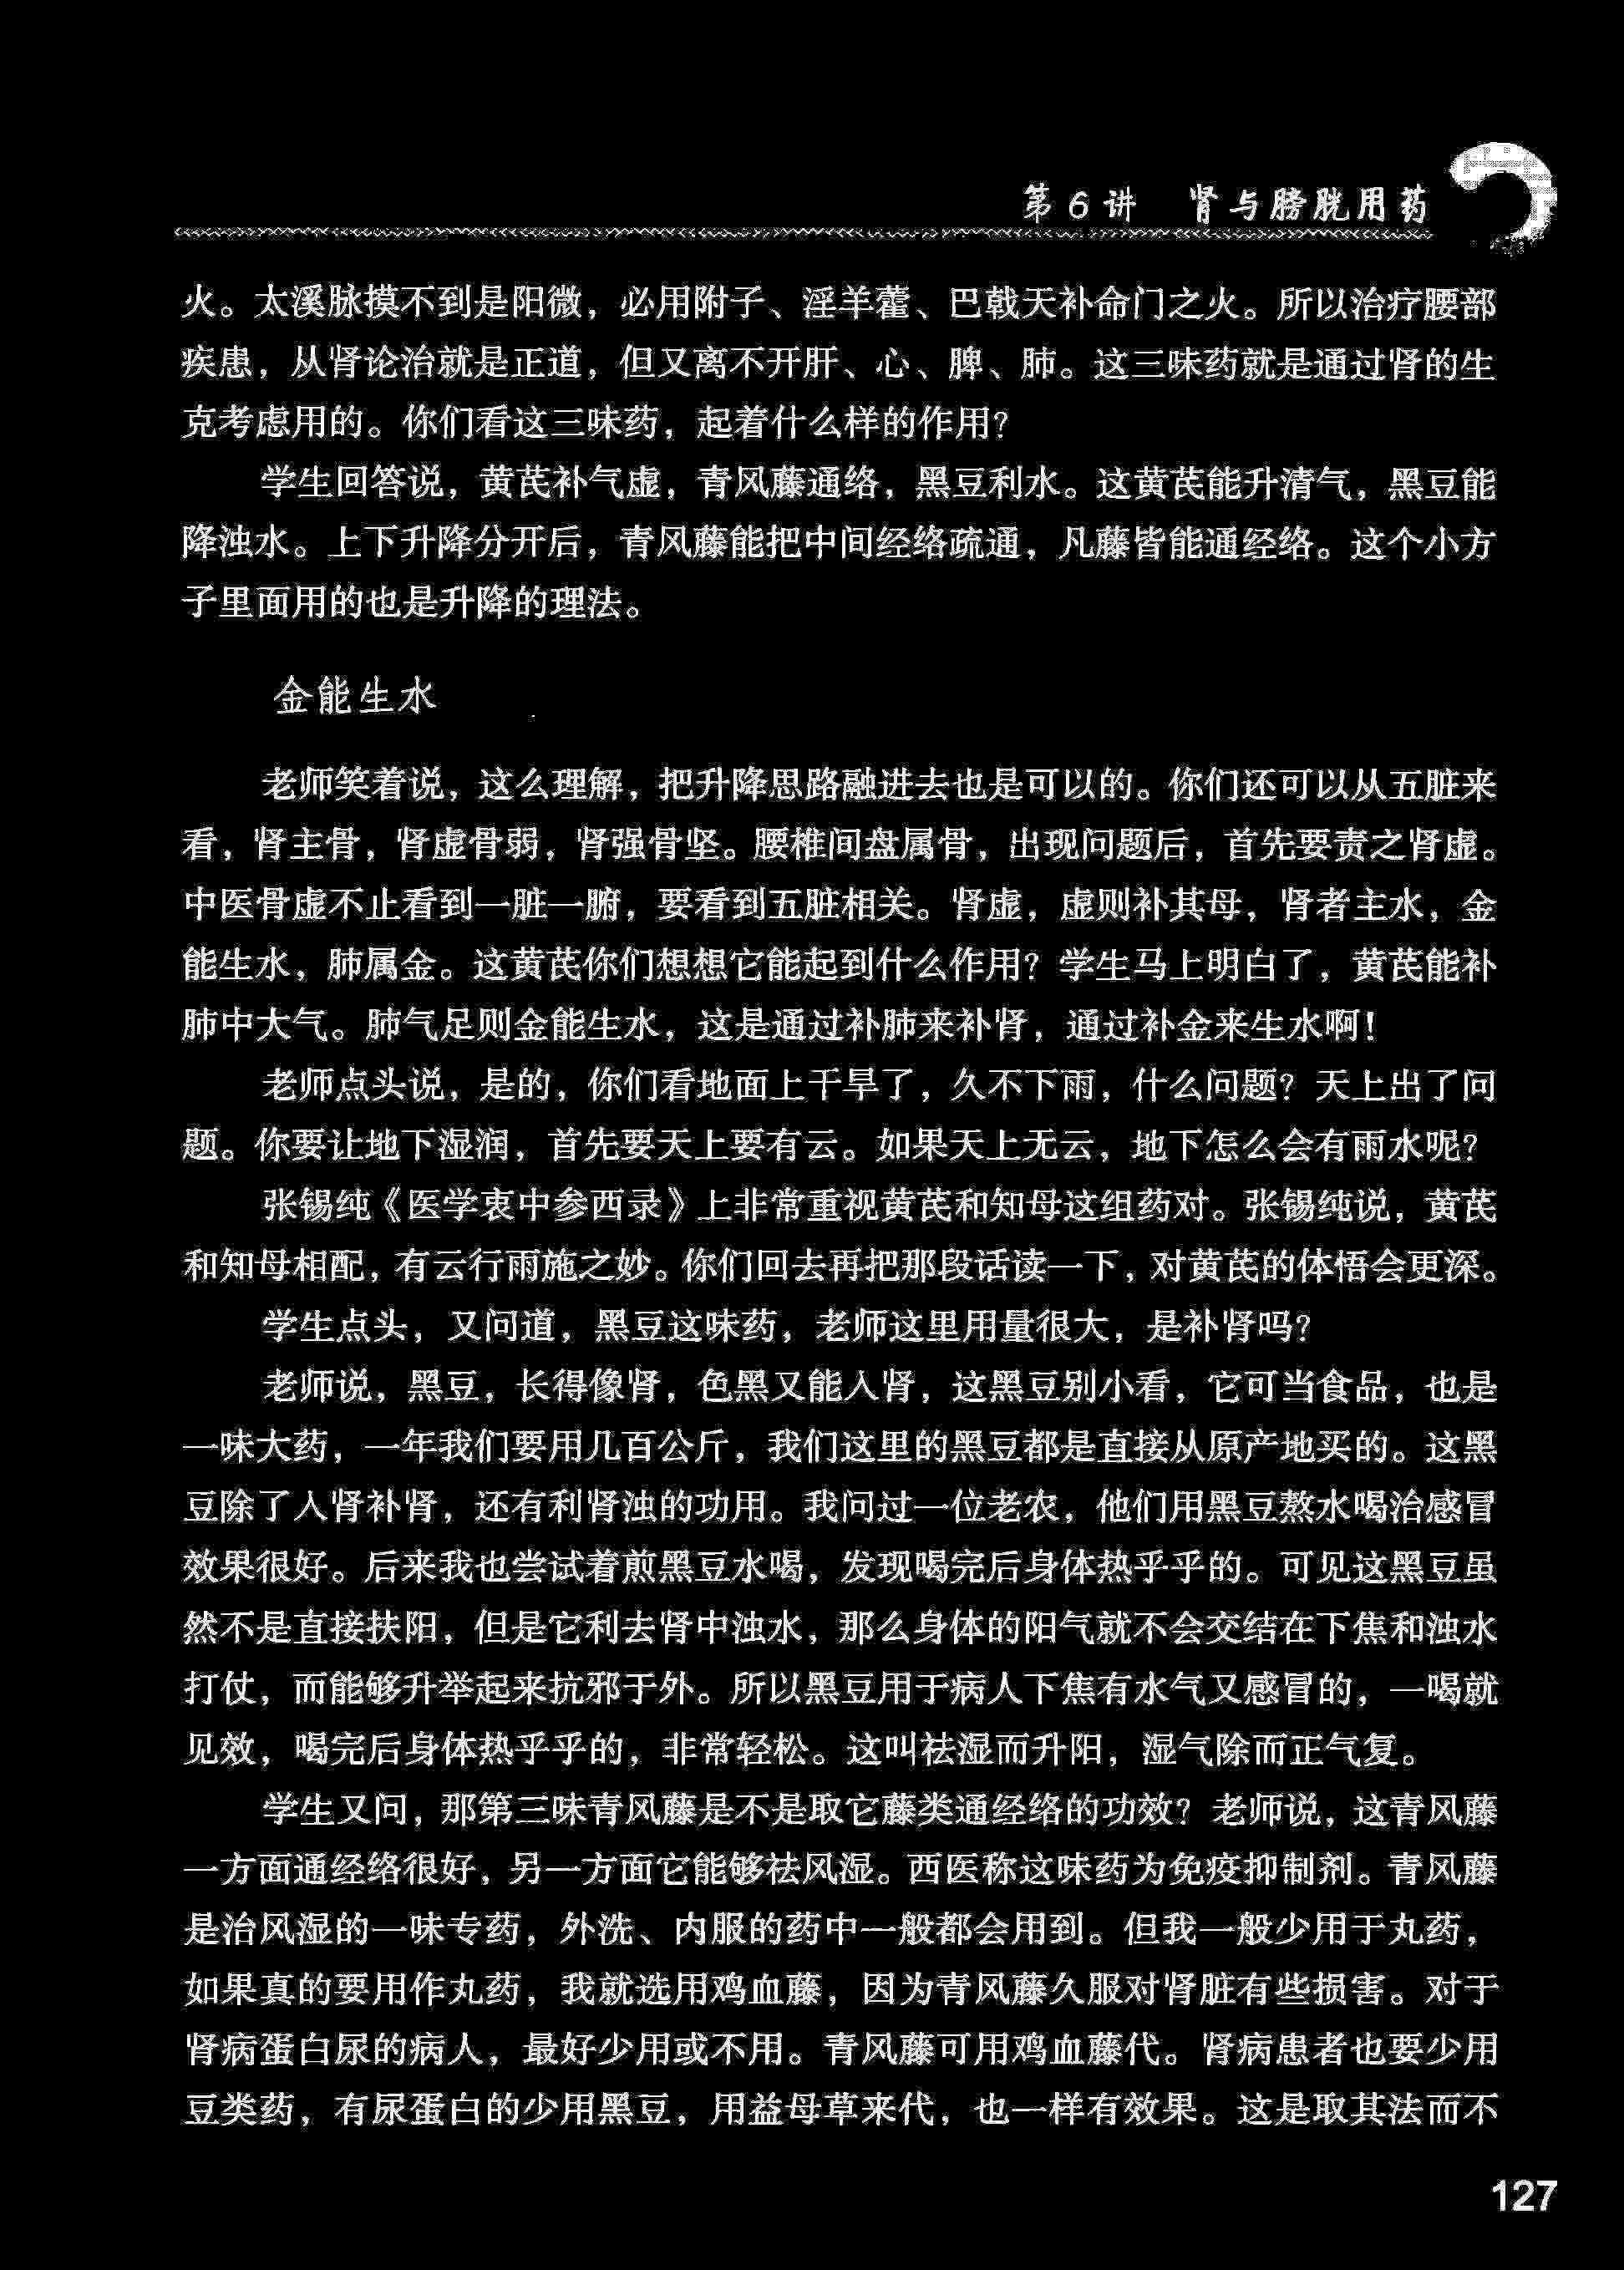 第6讲 肾与膀胱用药
火。太溪脉摸不到是阳微，必用附子、淫羊藿、巴戟天补命门之火。所以治疗腰部
疾患，从肾论治就是正道，但又离不开肝、心、脾、肺。这三味药就是通过肾的生
克考虑用的。你们看这三味药，起着什么样的作用？
学生回答说，黄芪补气虚，青风藤通络，黑豆利水。这黄芪能升清气，黑豆能
降浊水。上下升降分开后，青风藤能把中间经络疏通，凡藤皆能通经络。这个小方
子里面用的也是升降的理法。
金能生水
老师笑着说，这么理解，把升降思路融进去也是可以的。你们还可以从五脏来
看，肾主骨，肾虚骨弱，肾强骨坚。腰椎间盘属骨，出现问题后，首先要责之肾虚。
中医骨虚不止看到一脏一腑，要看到五脏相关。肾虚，虚则补其母，肾者主水，金
能生水，肺属金。这黄芪你们想想它能起到什么作用？学生马上明白了，黄芪能补
肺中大气。肺气足则金能生水，这是通过补肺来补肾，通过补金来生水啊！
老师点头说，是的，你们看地面上干旱了，久不下雨，什么问题？天上出了问
题。你要让地下湿润，首先要天上要有云。如果天上无云，地下怎么会有雨水呢？
张锡纯《医学衷中参西录》上非常重视黄芪和知母这组药对。张锡纯说，黄芪
和知母相配，有云行雨施之妙。你们回去再把那段话读一下，对黄芪的体悟会更深。
学生点头，又问道，黑豆这味药，老师这里用量很大，是补肾吗？
老师说，黑豆，长得像肾，色黑又能入肾，这黑豆别小看，它可当食品，也是
一味大药，一年我们要用几百公斤，我们这里的黑豆都是直接从原产地买的。这黑
豆除了入肾补肾，还有利肾浊的功用。我问过一位老农，他们用黑豆熬水喝治感冒
效果很好。后来我也尝试着煎黑豆水喝，发现喝完后身体热乎乎的。可见这黑豆虽
然不是直接扶阳，但是它利去肾中浊水，那么身体的阳气就不会交结在下焦和浊水
打仗，而能够升举起来抗邪于外。所以黑豆用于病人下焦有水气又感冒的，一喝就
见效，喝完后身体热乎乎的，非常轻松。这叫祛湿而升阳，湿气除而正气复。
学生又问，那第三味青风藤是不是取它藤类通经络的功效？老师说，这青风藤
一方面通经络很好，另一方面它能够祛风湿。西医称这味药为免疫抑制剂。青风藤
是治风湿的一味专药，外洗、内服的药中一般都会用到。但我一般少用于丸药，
如果真的要用作丸药，我就选用鸡血藤，因为青风藤久服对肾脏有些损害。对于
肾病蛋白尿的病人，最好少用或不用。青风藤可用鸡血藤代。肾病患者也要少用
豆类药，有尿蛋白的少用黑豆，用益母草来代，也一样有效果。这是取其法而不
127